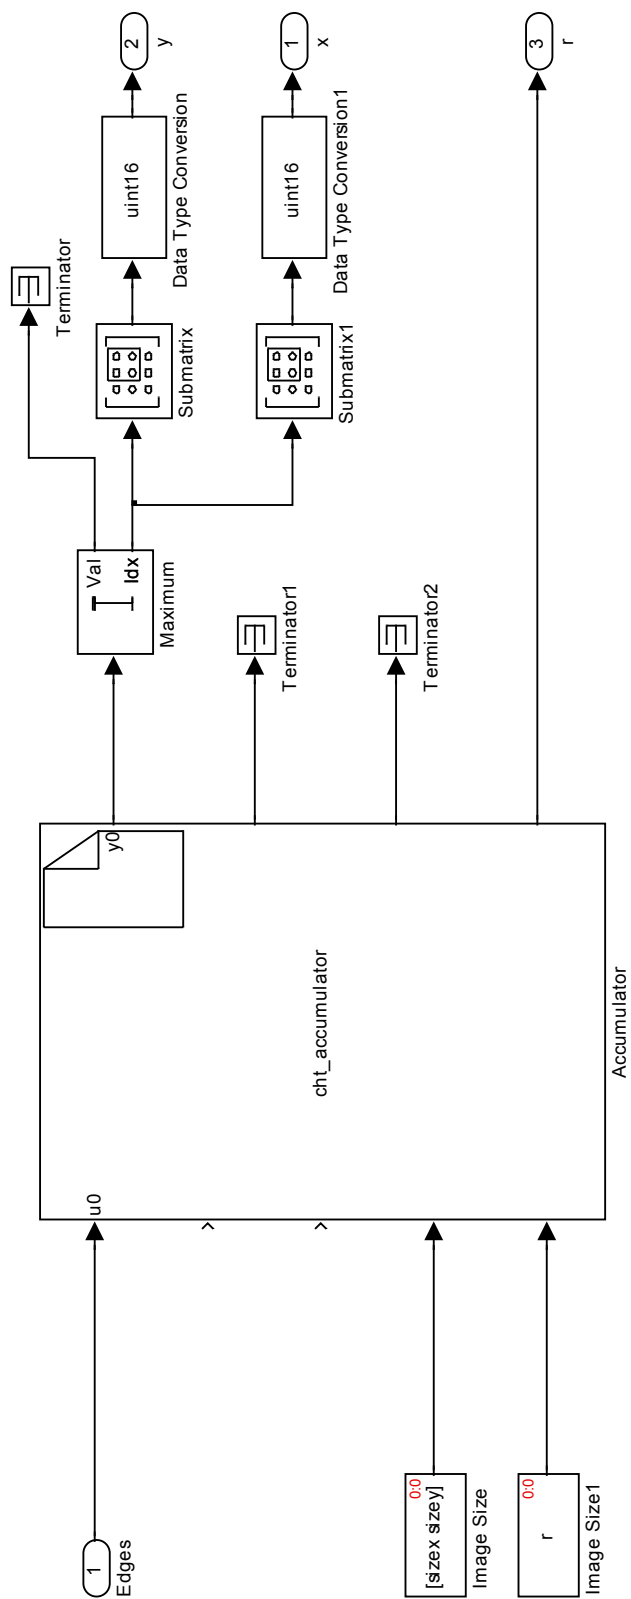 1
Edges
0:0
[sizex sizey]
Image Size
0:0
r
Image Size1
u0
cht_accumulator
y0
Accumulator
Val
Idx
Maximum
Terminator
Terminator1
Terminator2
Submatrix
Submatrix1
uint16
Data Type Conversion
uint16
Data Type Conversion1
2
y
1
x
3
r